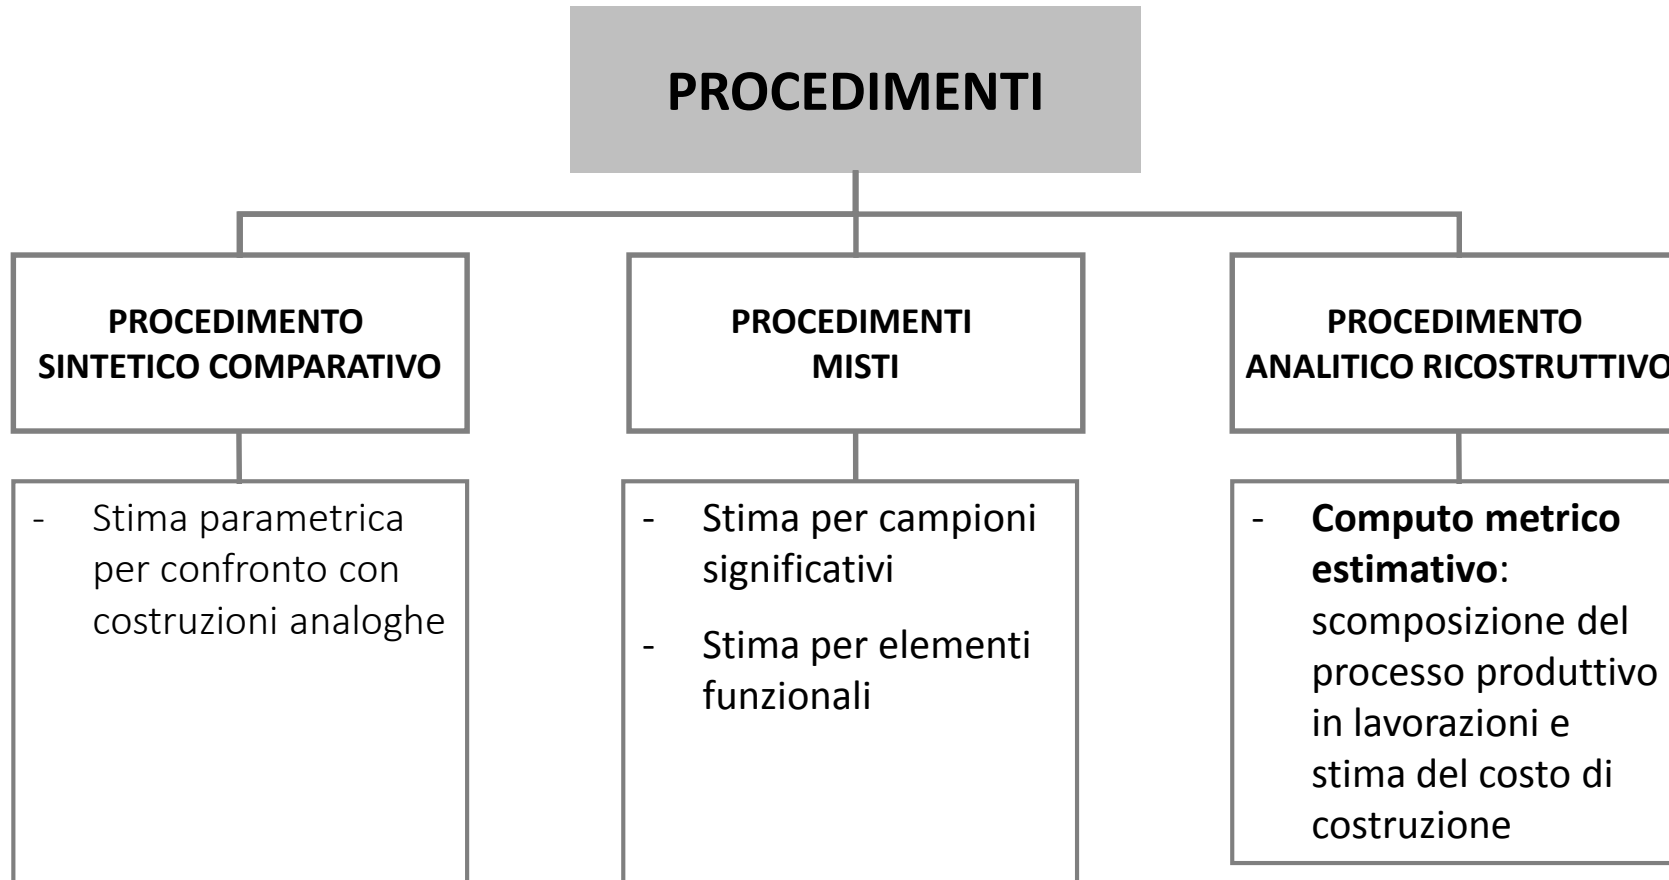 PROCEDIMENTI
PROCEDIMENTO
SINTETICO COMPARATIVO
- Stima parametrica
per confronto con
costruzioni analoghe
PROCEDIMENTI
MISTI
- Stima per campioni
significativi
- Stima per elementi
funzionali
PROCEDIMENTO
ANALITICO RICOSTRUTTIVO
- Computo metrico
estimativo:
scomposizione del
processo produttivo
in lavorazioni e
stima del costo di
costruzione